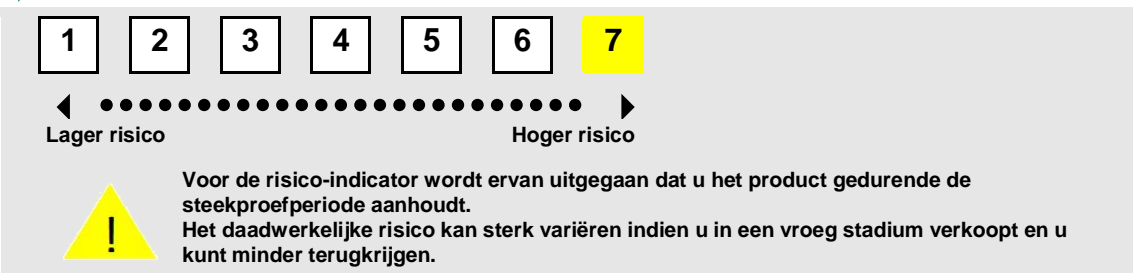 1 2 3 4 5 6 7
Lager risico Hoger risico
!
Voor de risico-indicator wordt ervan uitgegaan dat u het product gedurende de
steekproefperiode aanhoudt.
Het daadwerkelijke risico kan sterk variëren indien u in een vroeg stadium verkoopt en u
kunt minder terugkrijgen.